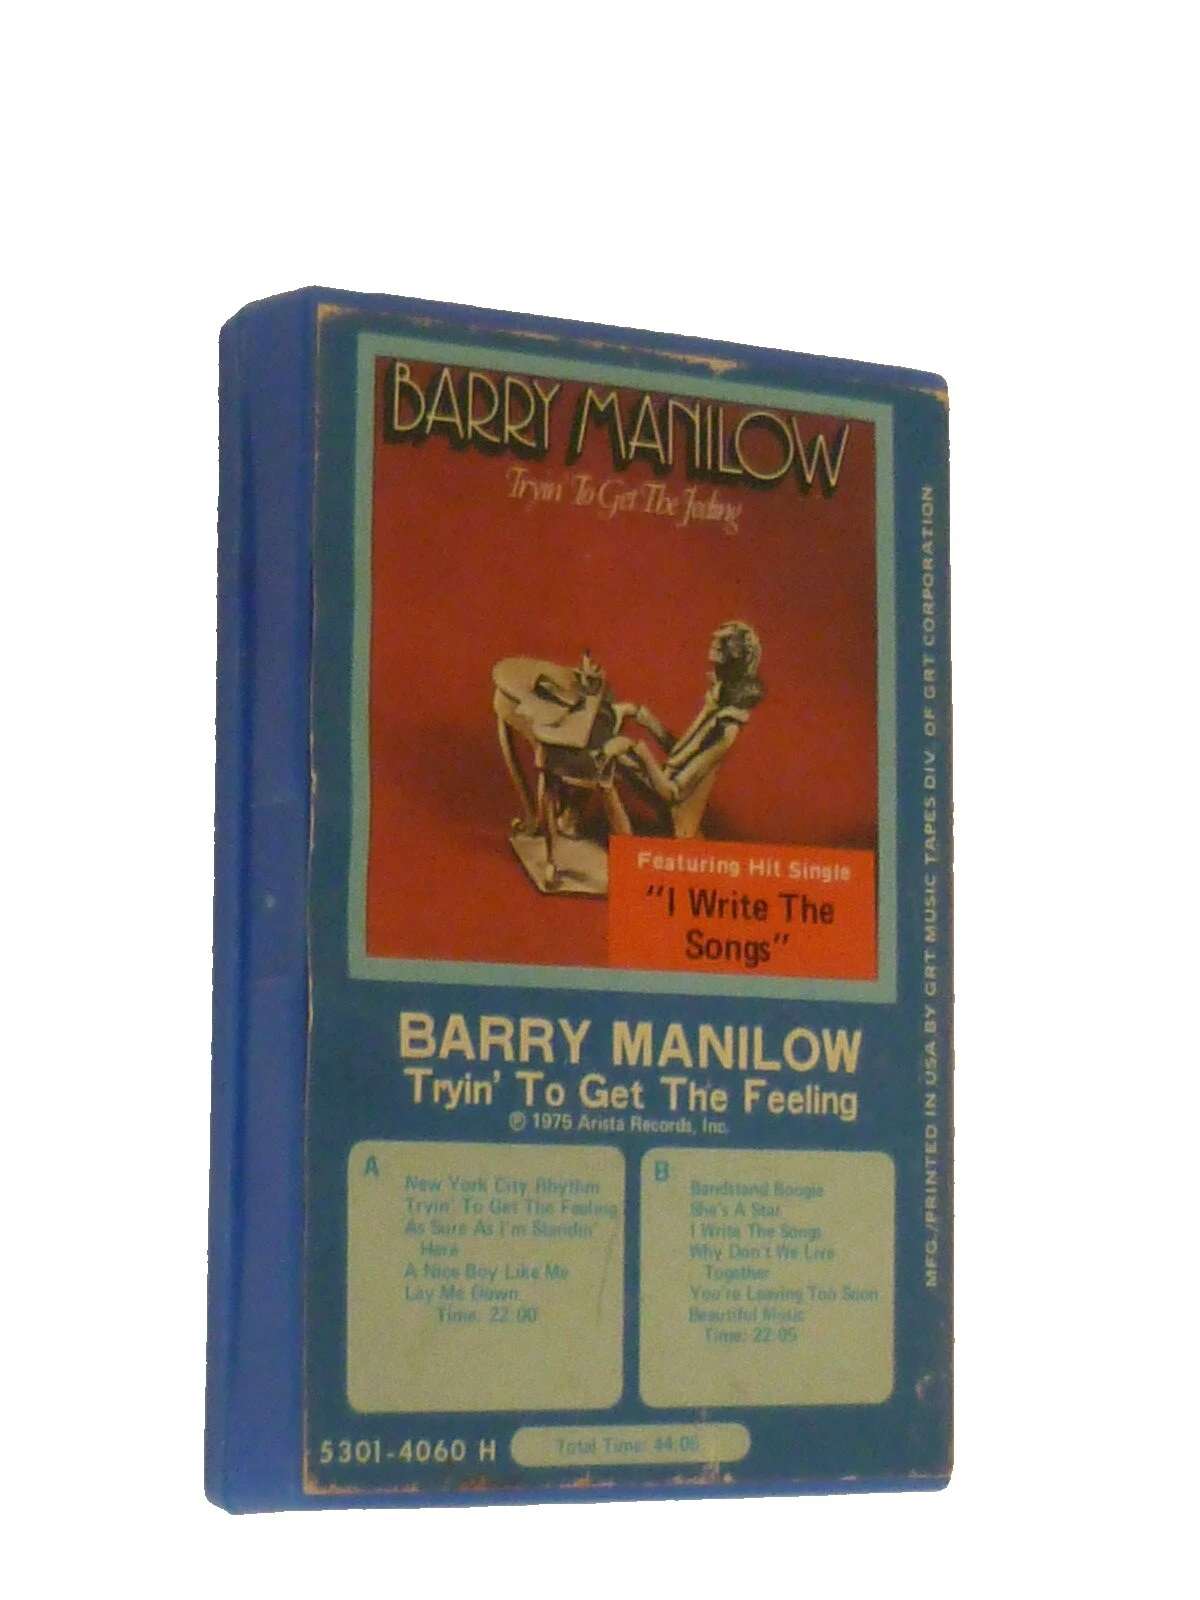 BARRY MANILOW
Tryin' To Get The Feeling
Featuring Hit Single
"I Write The
Songs"
BARRY MANILOW
Tryin' To Get The Feeling
℗ 1975 Arista Records, Inc.
A
New York City Rhythm
Tryin' To Get The Feeling
As Sure As I'm Standin'
Here
A Nice Boy Like Me
Lay Me Down
Time: 22:00
B
Bandstand Boogie
She's A Star
I Write The Songs
Why Don't We Live
Together
You're Leaving Too Soon
Beautiful Music
Time: 22:05
5301-4060 H
Total Time: 44:05
MFG./PRINTED IN USA BY GRT MUSIC TAPES DIV. OF GRT CORPORATION